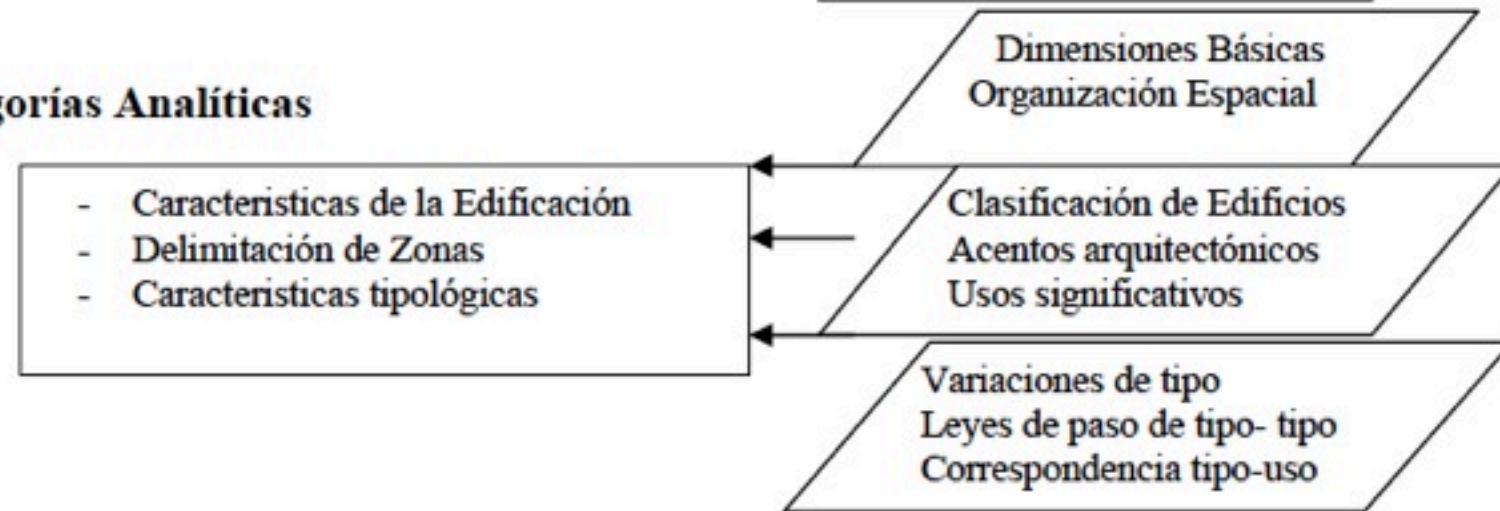 Dimensiones Básicas
Organización Espacial
gorías Analíticas
- Caracteristicas de la Edificación
- Delimitación de Zonas
- Caracteristicas tipológicas
Clasificación de Edificios
Acentos arquitectónicos
Usos significativos
Variaciones de tipo
Leyes de paso de tipo- tipo
Correspondencia tipo-uso